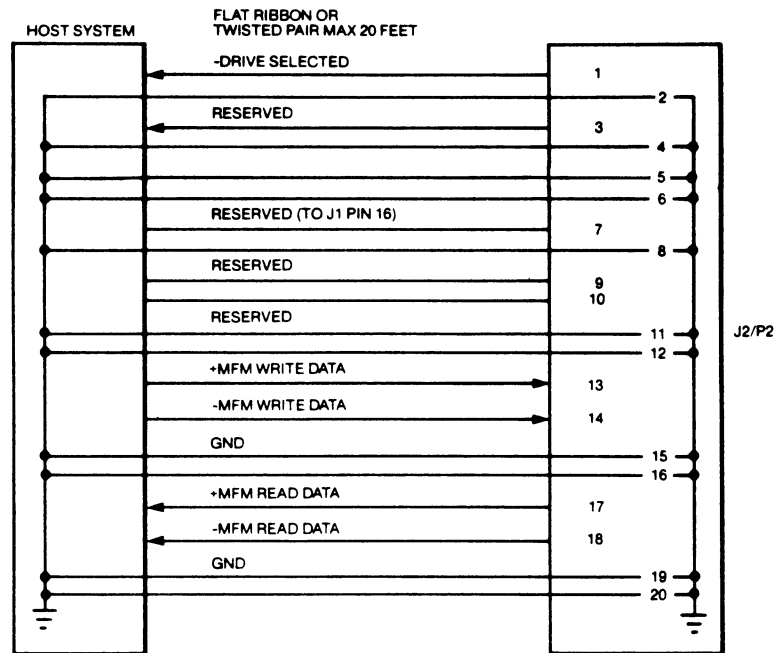 FLAT RIBBON OR
TWISTED PAIR MAX 20 FEET
HOST SYSTEM
-DRIVE SELECTED
1
2
RESERVED
3
4
5
6
RESERVED (TO J1 PIN 16)
7
8
RESERVED
9
10
RESERVED
11
J2/P2
12
+MFM WRITE DATA
13
-MFM WRITE DATA
14
GND
15
16
+MFM READ DATA
17
-MFM READ DATA
18
GND
19
20